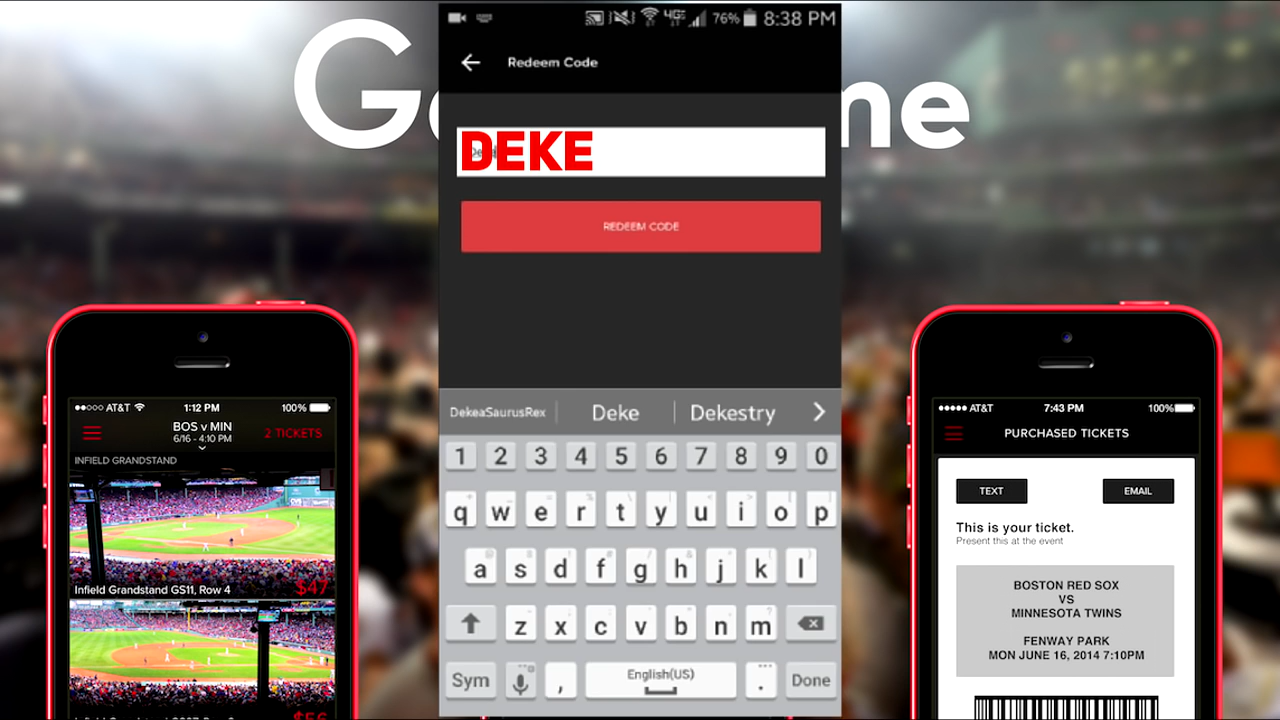 G me
76% 8:38 PM
Redeem Code
DEKE
REDEEM CODE
DekeaSaurusRex Deke Dekestry
1 2 3 4 5 6 7 8 9 0
q w e r t y u i o p
a s d f g h j k l
z x c v b n m
Sym , English(US) . Done
AT&T 1:12 PM 100%
BOS v MIN
6/16 - 4:10 PM
2 TICKETS
INFIELD GRANDSTAND
Infield Grandstand GS11, Row 4 $47
$56
AT&T 7:43 PM 100%
PURCHASED TICKETS
TEXT EMAIL
This is your ticket.
Present this at the event
BOSTON RED SOX
VS
MINNESOTA TWINS
FENWAY PARK
MON JUNE 16, 2014 7:10PM